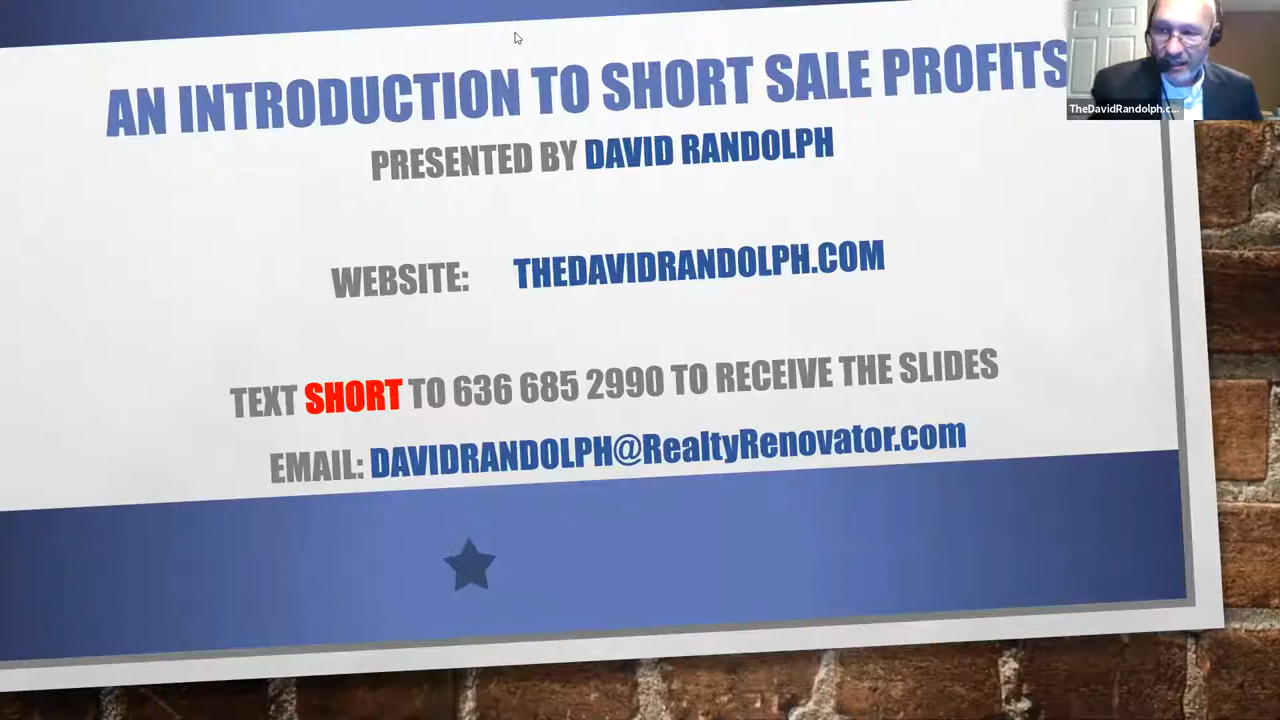 AN INTRODUCTION TO SHORT SALE PROFITS
TheDavidRandolph.c...
PRESENTED BY DAVID RANDOLPH
WEBSITE: THEDAVIDRANDOLPH.COM
TEXT SHORT TO 636 685 2990 TO RECEIVE THE SLIDES
EMAIL: DAVIDRANDOLPH@RealtyRenovator.com